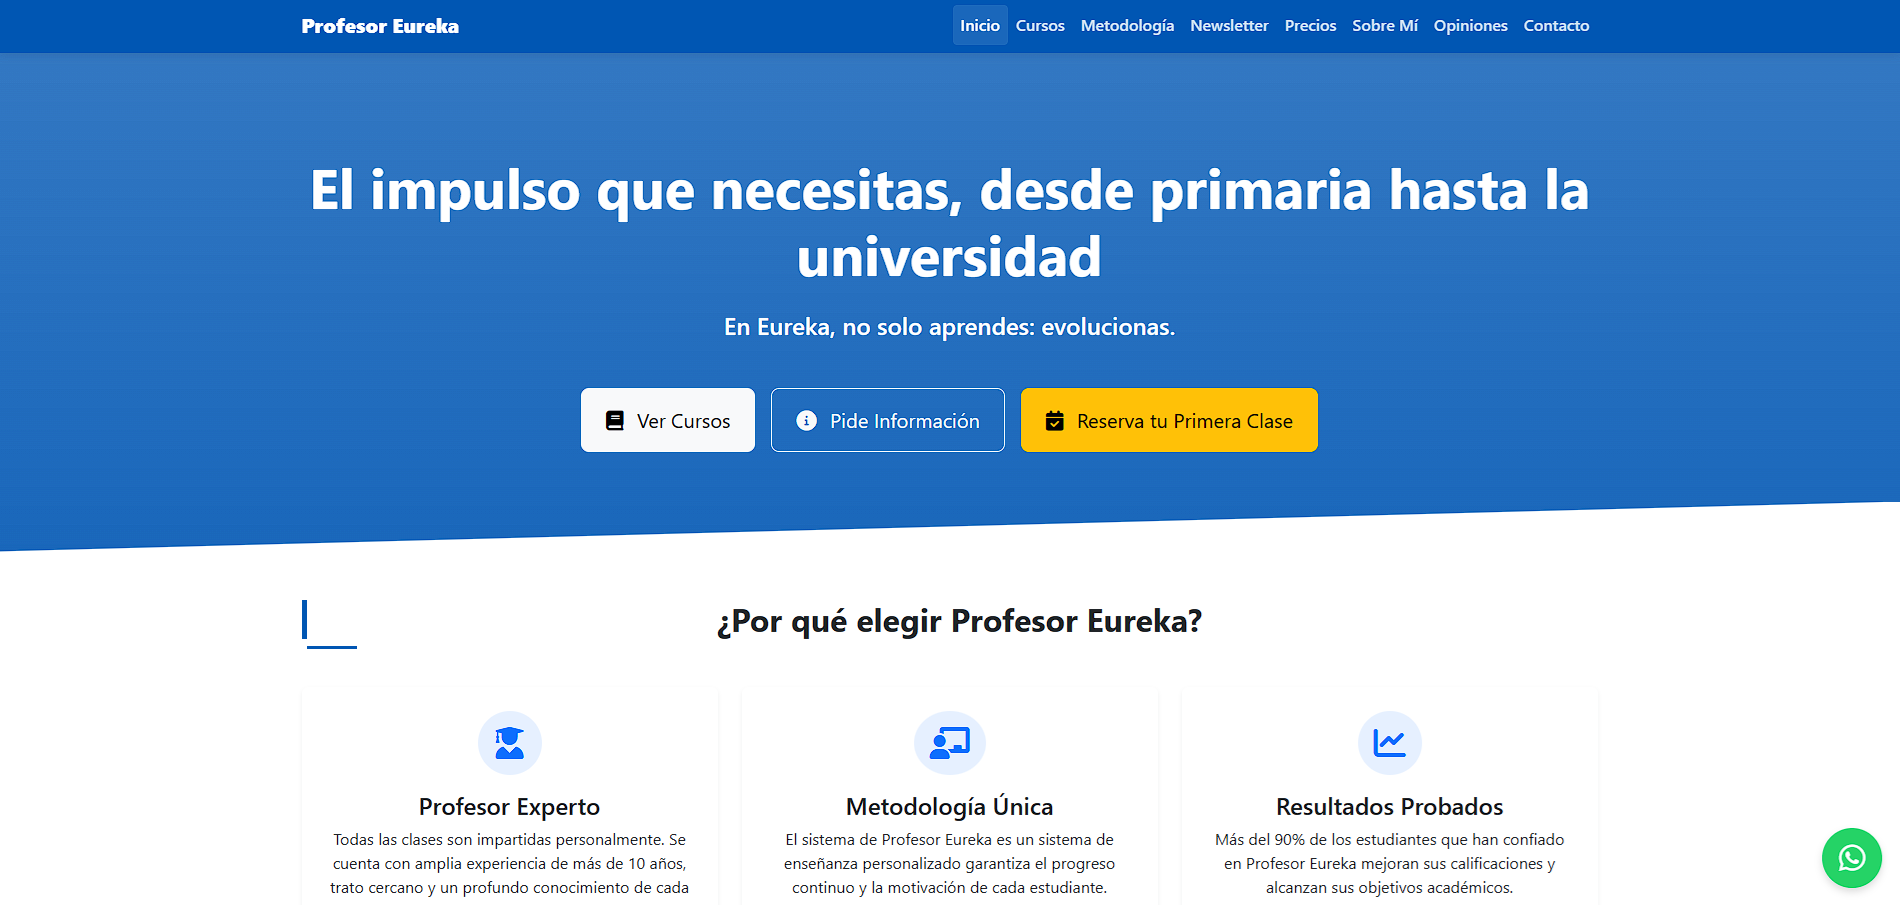 Profesor Eureka
Inicio Cursos Metodología Newsletter Precios Sobre Mí Opiniones Contacto
El impulso que necesitas, desde primaria hasta la
universidad
En Eureka, no solo aprendes: evolucionas.
Ver Cursos
Pide Información
Reserva tu Primera Clase
¿Por qué elegir Profesor Eureka?
Profesor Experto
Todas las clases son impartidas personalmente. Se
cuenta con amplia experiencia de más de 10 años,
trato cercano y un profundo conocimiento de cada
Metodología Única
El sistema de Profesor Eureka es un sistema de
enseñanza personalizado garantiza el progreso
continuo y la motivación de cada estudiante.
Resultados Probados
Más del 90% de los estudiantes que han confiado
en Profesor Eureka mejoran sus calificaciones y
alcanzan sus objetivos académicos.